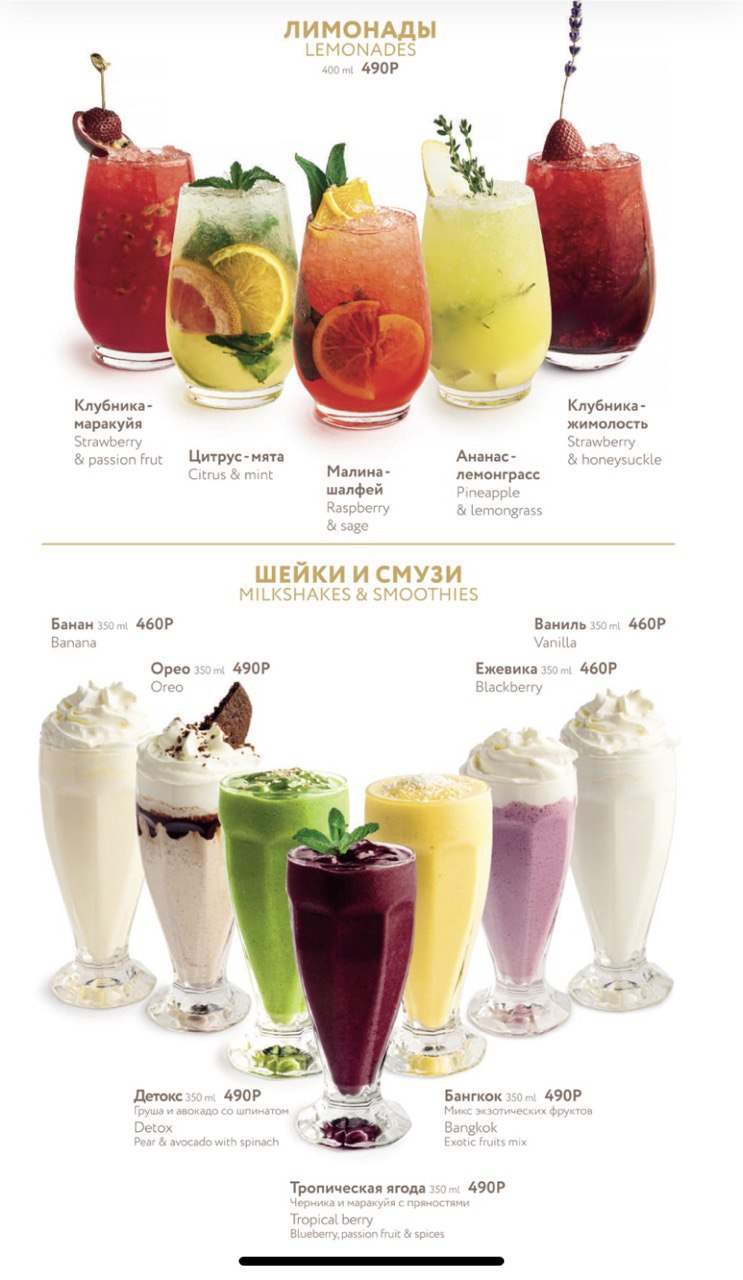 ЛИМОНАДЫ
LEMONADES
400 ml 490Р
Клубника-
маракуйя
Strawberry
& passion frut
Цитрус-мята
Citrus & mint
Малина-
шалфей
Raspberry
& sage
Ананас-
лемонграсс
Pineapple
& lemongrass
Клубника-
жимолость
Strawberry
& honeysuckle
ШЕЙКИ И СМУЗИ
MILKSHAKES & SMOOTHIES
Банан 350 ml 460Р
Banana
Ваниль 350 ml 460Р
Vanilla
Орео 350 ml 490Р
Oreo
Ежевика 350 ml 460Р
Blackberry
Детокс 350 ml 490Р
Груша и авокадо со шпинатом
Detox
Pear & avocado with spinach
Бангкок 350 ml 490Р
Микс экзотических фруктов
Bangkok
Exotic fruits mix
Тропическая ягода 350 ml 490Р
Черника и маракуйя с пряностями
Tropical berry
Blueberry, passion fruit & spices